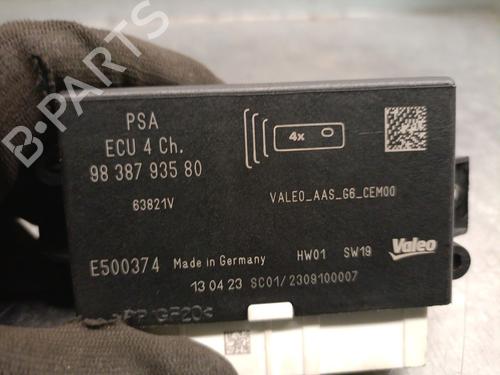 PSA
ECU 4 Ch.
98 387 935 80
63821V
4x
VALEO_AAS_G6_CEM00
E500374 Made in Germany HW01 SW19 Valeo
13 04 23 SC01/2309100007
B-PARTS